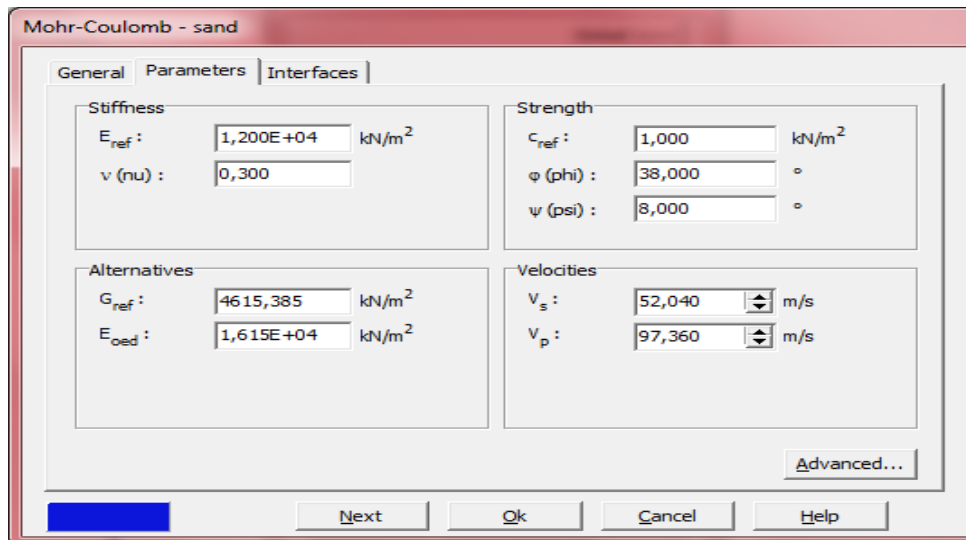 Mohr-Coulomb - sand
General Parameters Interfaces
Stiffness
E_ref : 1,200E+04 kN/m²
ν (nu) : 0,300
Strength
c_ref : 1,000 kN/m²
φ (phi) : 38,000 °
ψ (psi) : 8,000 °
Alternatives
G_ref : 4615,385 kN/m²
E_oed : 1,615E+04 kN/m²
Velocities
V_s : 52,040 m/s
V_p : 97,360 m/s
Advanced...
Next Ok Cancel Help